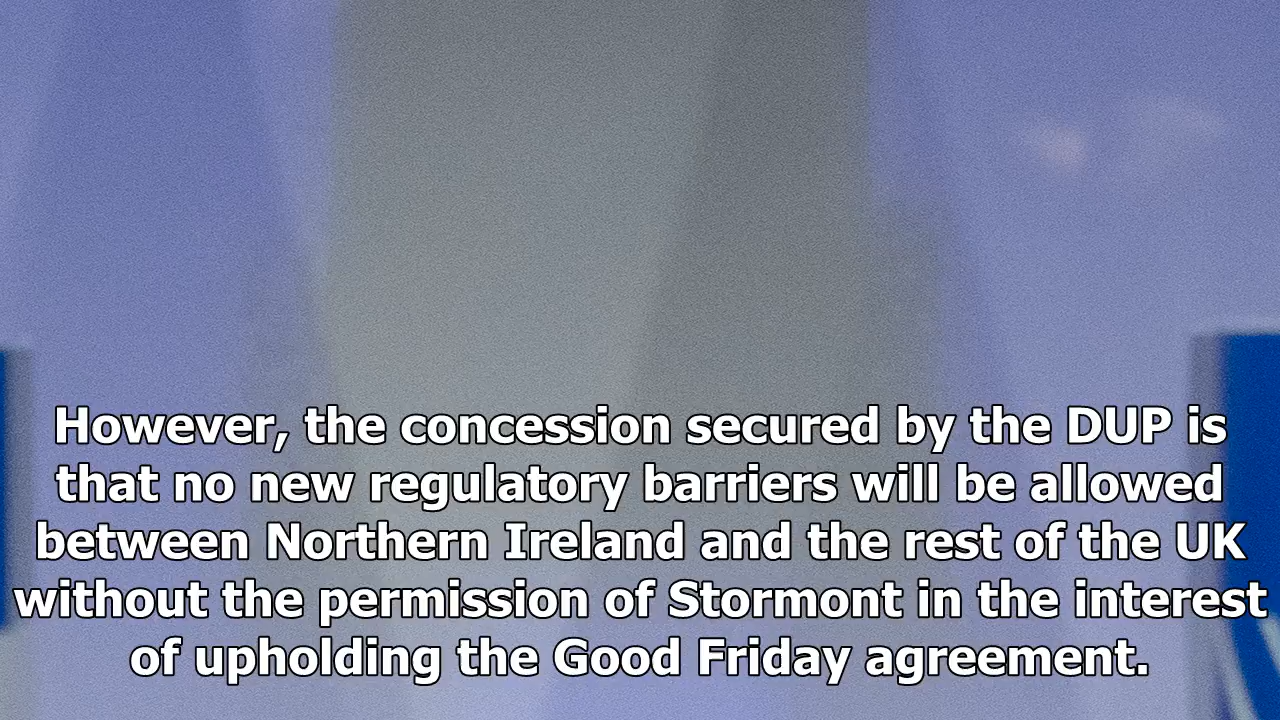 However, the concession secured by the DUP is
that no new regulatory barriers will be allowed
between Northern Ireland and the rest of the UK
without the permission of Stormont in the interest
of upholding the Good Friday agreement.